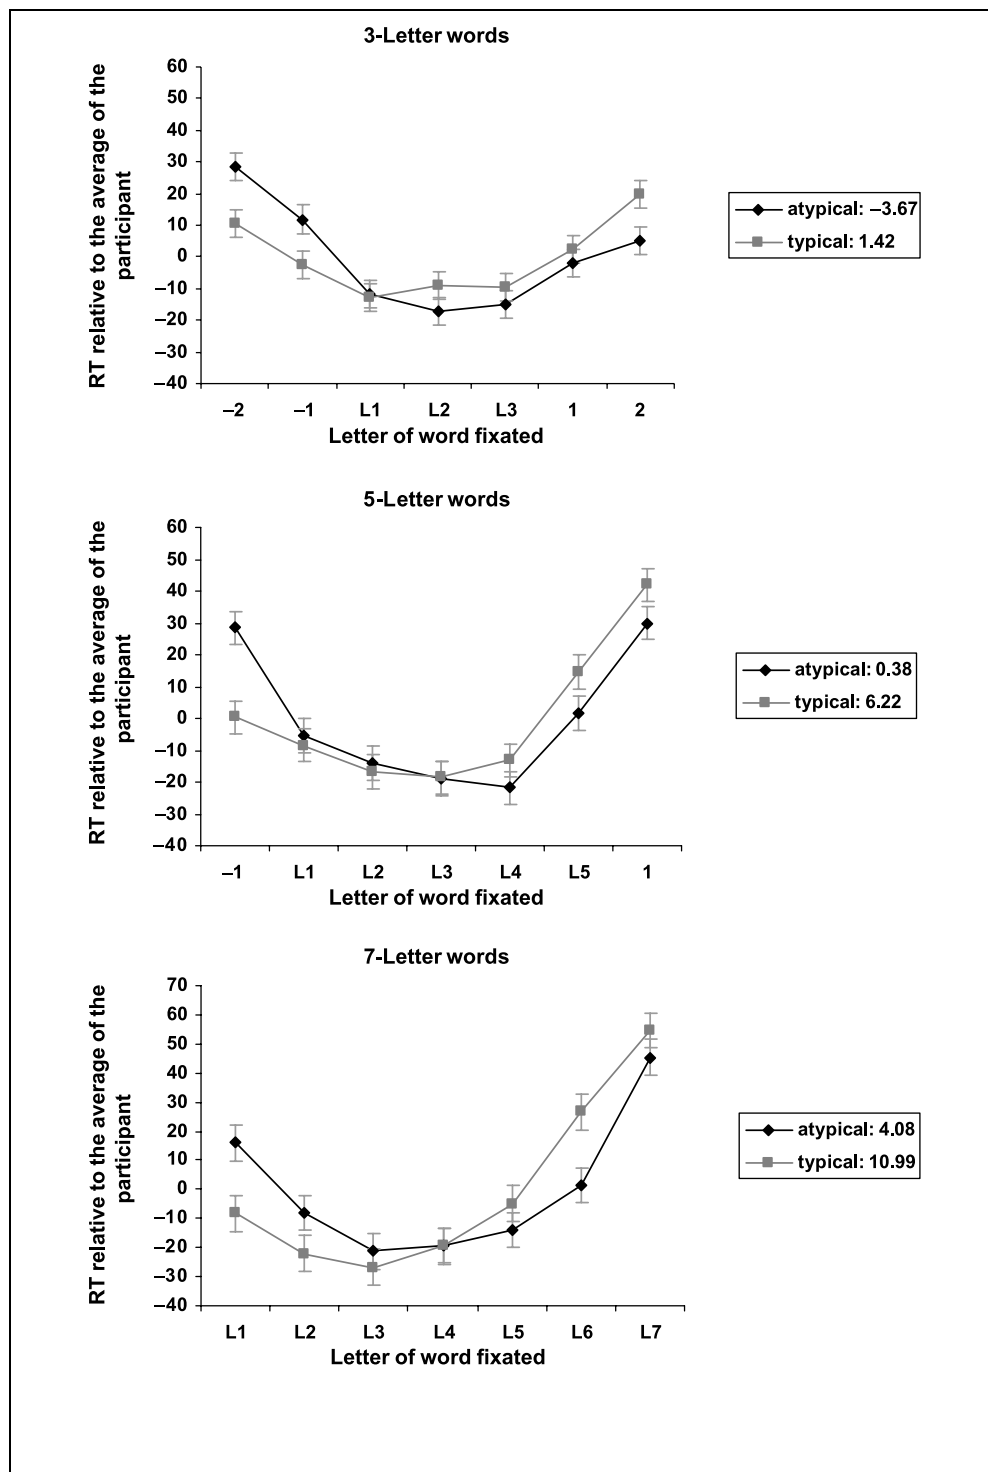 3-Letter words
RT relative to the average of the
participant
60
50
40
30
20
10
0
–10
–20
–30
–40
–2 –1 L1 L2 L3 1 2
Letter of word fixated
atypical: –3.67
typical: 1.42
5-Letter words
RT relative to the average of the
participant
60
50
40
30
20
10
0
–10
–20
–30
–40
–1 L1 L2 L3 L4 L5 1
Letter of word fixated
atypical: 0.38
typical: 6.22
7-Letter words
RT relative to the average of the
participant
70
60
50
40
30
20
10
0
–10
–20
–30
–40
L1 L2 L3 L4 L5 L6 L7
Letter of word fixated
atypical: 4.08
typical: 10.99